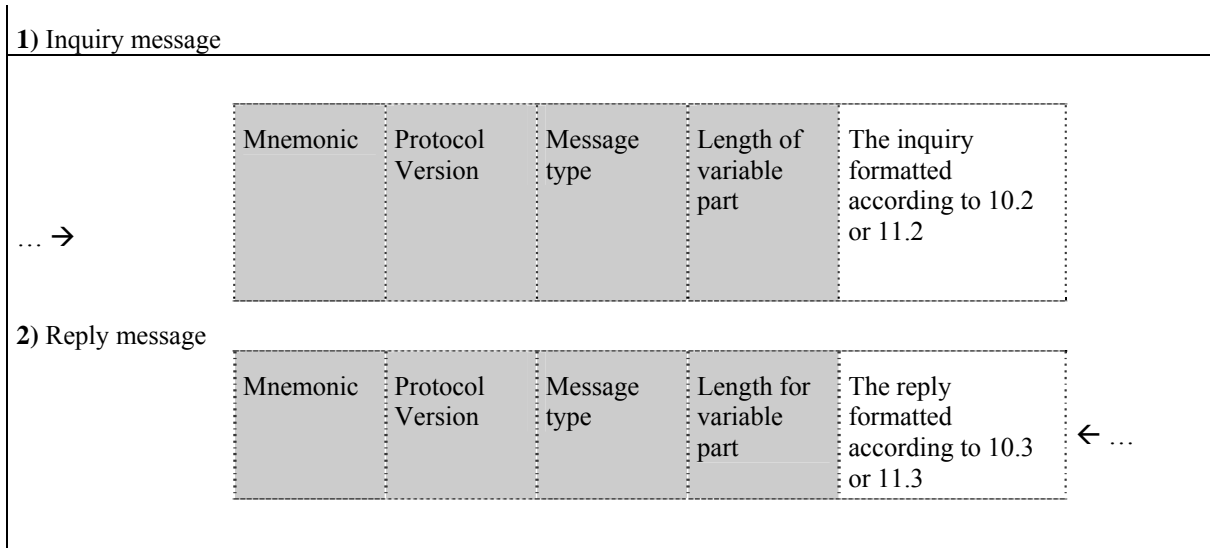 1) Inquiry message
Mnemonic
Protocol
Version
Message
type
Length of
variable
part
The inquiry
formatted
according to 10.2
or 11.2
… →
2) Reply message
Mnemonic
Protocol
Version
Message
type
Length for
variable
part
The reply
formatted
according to 10.3
or 11.3
← …